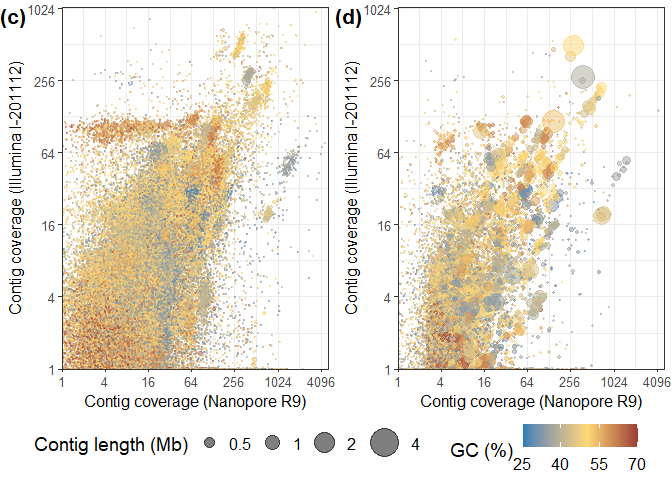 (c)
Contig coverage (Illumina I-201112)
1024
256
64
16
4
1
1 4 16 64 256 1024 4096
Contig coverage (Nanopore R9)
(d)
Contig coverage (Illumina I-201112)
1024
256
64
16
4
1
1 4 16 64 256 1024 4096
Contig coverage (Nanopore R9)
Contig length (Mb) 0.5 1 2 4
GC (%)
25 40 55 70